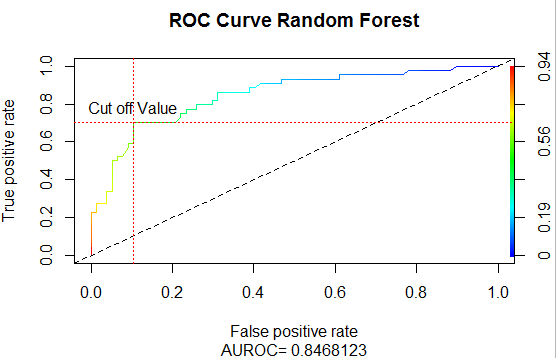 ROC Curve Random Forest
True positive rate
0.0 0.2 0.4 0.6 0.8 1.0
Cut off Value
0 0.19 0.56 0.94
0.0 0.2 0.4 0.6 0.8 1.0
False positive rate
AUROC= 0.8468123